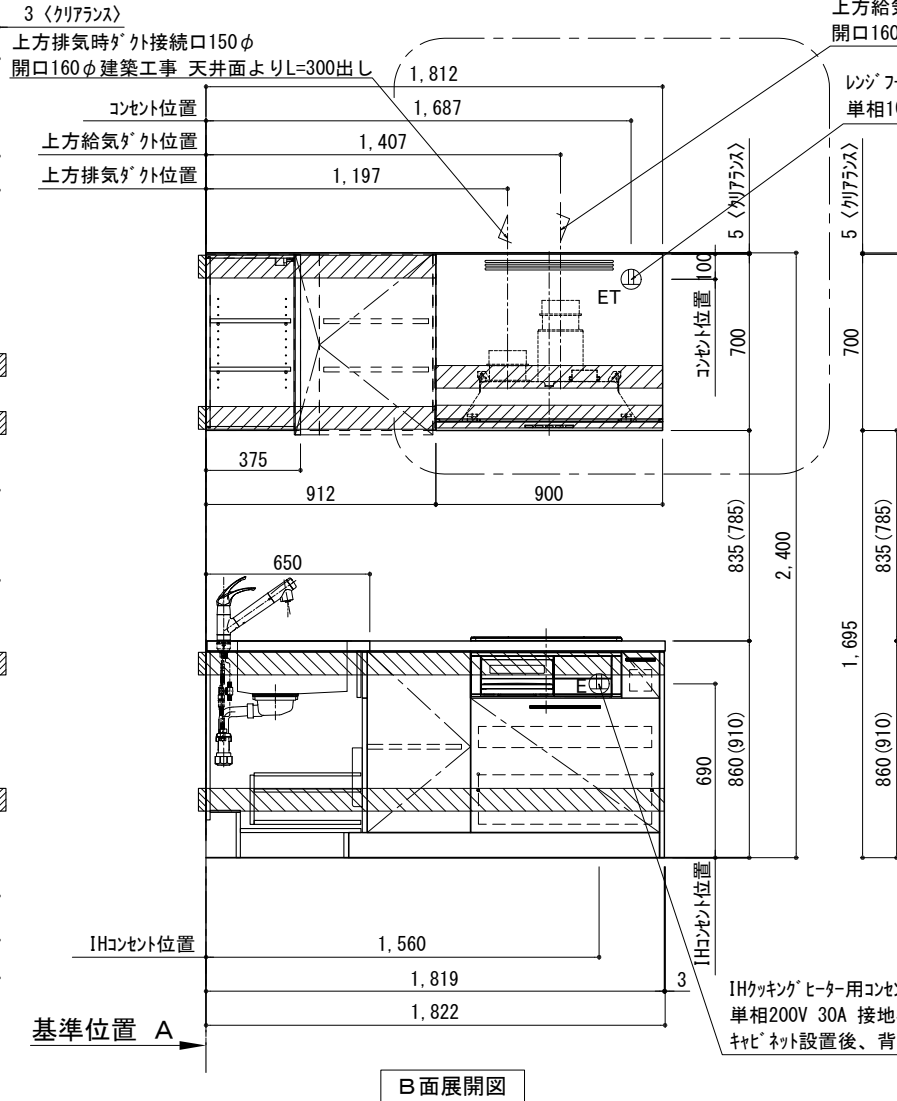 3 〈クリアランス〉
上方排気時ダクト接続口150φ
開口160φ建築工事 天井面よりL=300出し
上方給気
開口160
レンジフー
単相10
1,812
コンセント位置
1,687
上方給気ダクト位置
1,407
上方排気ダクト位置
1,197
5 〈クリアランス〉
5 〈クリアランス〉
ET
100
コンセント位置
700
700
375
912
900
650
835(785)
2,400
835(785)
1,695
E
690
860(910)
860(910)
IHコンセント位置
IHコンセント位置
1,560
1,819
3
1,822
基準位置 A
IHクッキングヒーター用コンセン
単相200V 30A 接地
キャビネット設置後、背
B面展開図